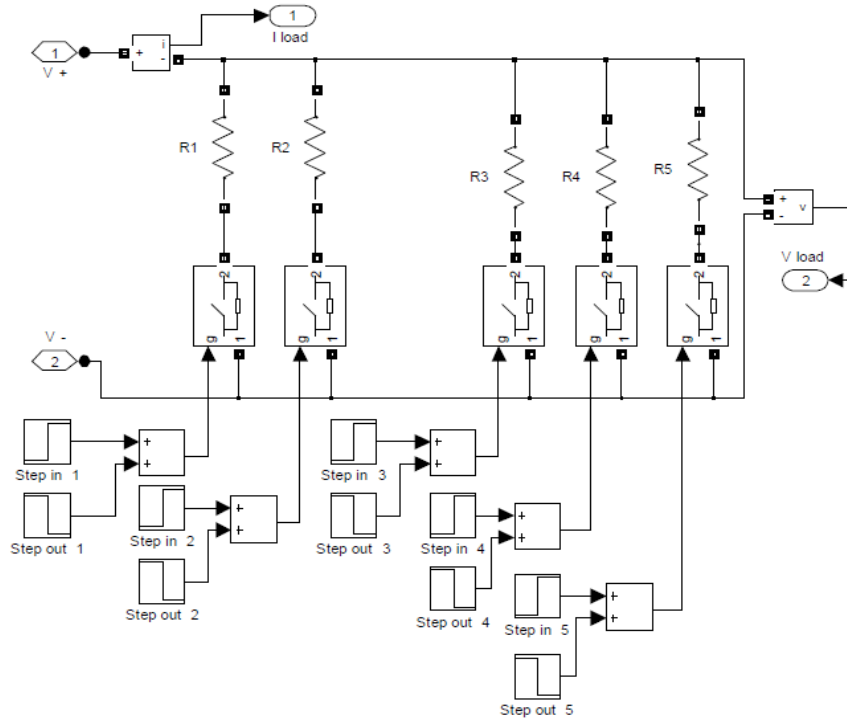 1
I load
1
V +
+
i
-
R1
R2
R3
R4
R5
+
-
v
V load
2
2
2
2
2
2
g
1
g
1
g
1
g
1
g
1
V -
2
Step in 1
+
+
Step out 1
Step in 2
+
+
Step out 2
Step in 3
+
+
Step out 3
Step in 4
+
+
Step out 4
Step in 5
+
+
Step out 5